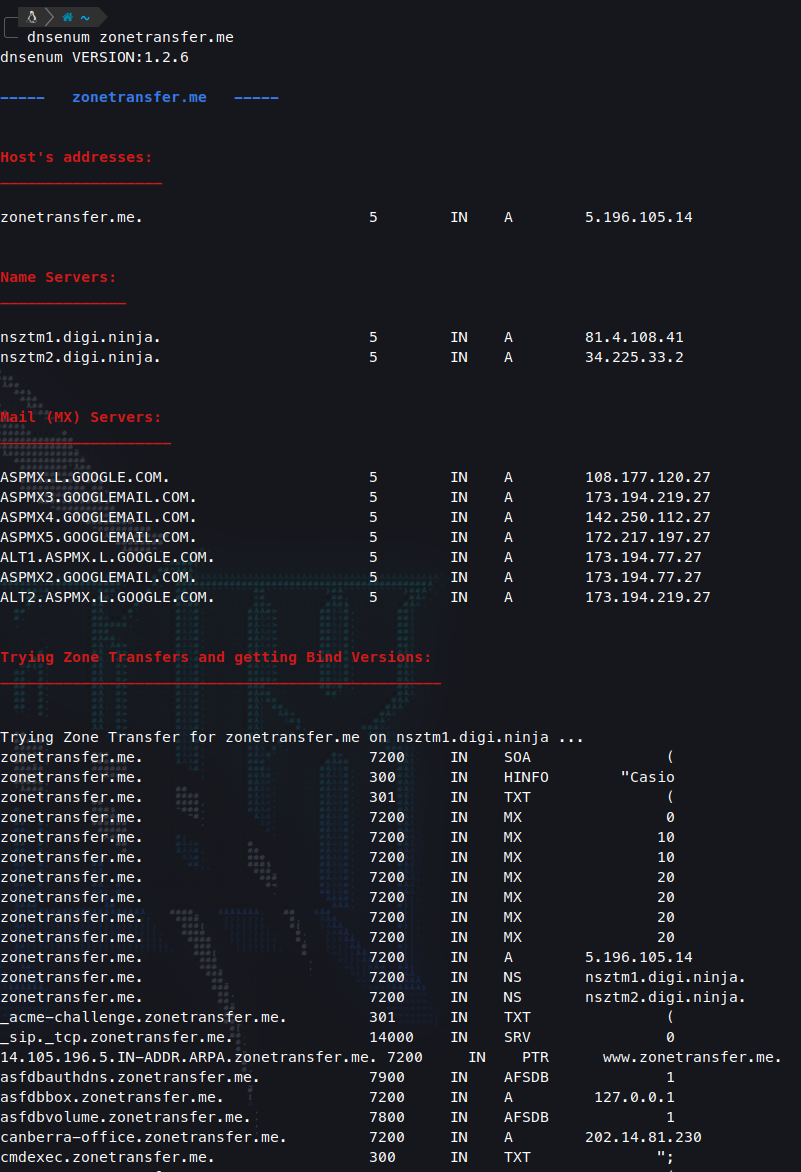 ~
dnsenum zonetransfer.me
dnsenum VERSION:1.2.6
-----   zonetransfer.me   -----
Host's addresses:
__________________
zonetransfer.me.                         5        IN    A        5.196.105.14
Name Servers:
______________
nsztm1.digi.ninja.                       5        IN    A        81.4.108.41
nsztm2.digi.ninja.                       5        IN    A        34.225.33.2
Mail (MX) Servers:
___________________
ASPMX.L.GOOGLE.COM.                      5        IN    A        108.177.120.27
ASPMX3.GOOGLEMAIL.COM.                   5        IN    A        173.194.219.27
ASPMX4.GOOGLEMAIL.COM.                   5        IN    A        142.250.112.27
ASPMX5.GOOGLEMAIL.COM.                   5        IN    A        172.217.197.27
ALT1.ASPMX.L.GOOGLE.COM.                 5        IN    A        173.194.77.27
ASPMX2.GOOGLEMAIL.COM.                   5        IN    A        173.194.77.27
ALT2.ASPMX.L.GOOGLE.COM.                 5        IN    A        173.194.219.27
Trying Zone Transfers and getting Bind Versions:
_________________________________________________
Trying Zone Transfer for zonetransfer.me on nsztm1.digi.ninja ...
zonetransfer.me.                         7200     IN    SOA               (
zonetransfer.me.                         300      IN    HINFO        "Casio
zonetransfer.me.                         301      IN    TXT               (
zonetransfer.me.                         7200     IN    MX                0
zonetransfer.me.                         7200     IN    MX               10
zonetransfer.me.                         7200     IN    MX               10
zonetransfer.me.                         7200     IN    MX               20
zonetransfer.me.                         7200     IN    MX               20
zonetransfer.me.                         7200     IN    MX               20
zonetransfer.me.                         7200     IN    MX               20
zonetransfer.me.                         7200     IN    A        5.196.105.14
zonetransfer.me.                         7200     IN    NS       nsztm1.digi.ninja.
zonetransfer.me.                         7200     IN    NS       nsztm2.digi.ninja.
_acme-challenge.zonetransfer.me.         301      IN    TXT               (
_sip._tcp.zonetransfer.me.               14000    IN    SRV               0
14.105.196.5.IN-ADDR.ARPA.zonetransfer.me. 7200     IN    PTR      www.zonetransfer.me.
asfdbauthdns.zonetransfer.me.            7900     IN    AFSDB             1
asfdbbox.zonetransfer.me.                7200     IN    A         127.0.0.1
asfdbvolume.zonetransfer.me.             7800     IN    AFSDB             1
canberra-office.zonetransfer.me.         7200     IN    A        202.14.81.230
cmdexec.zonetransfer.me.                 300      IN    TXT              ";